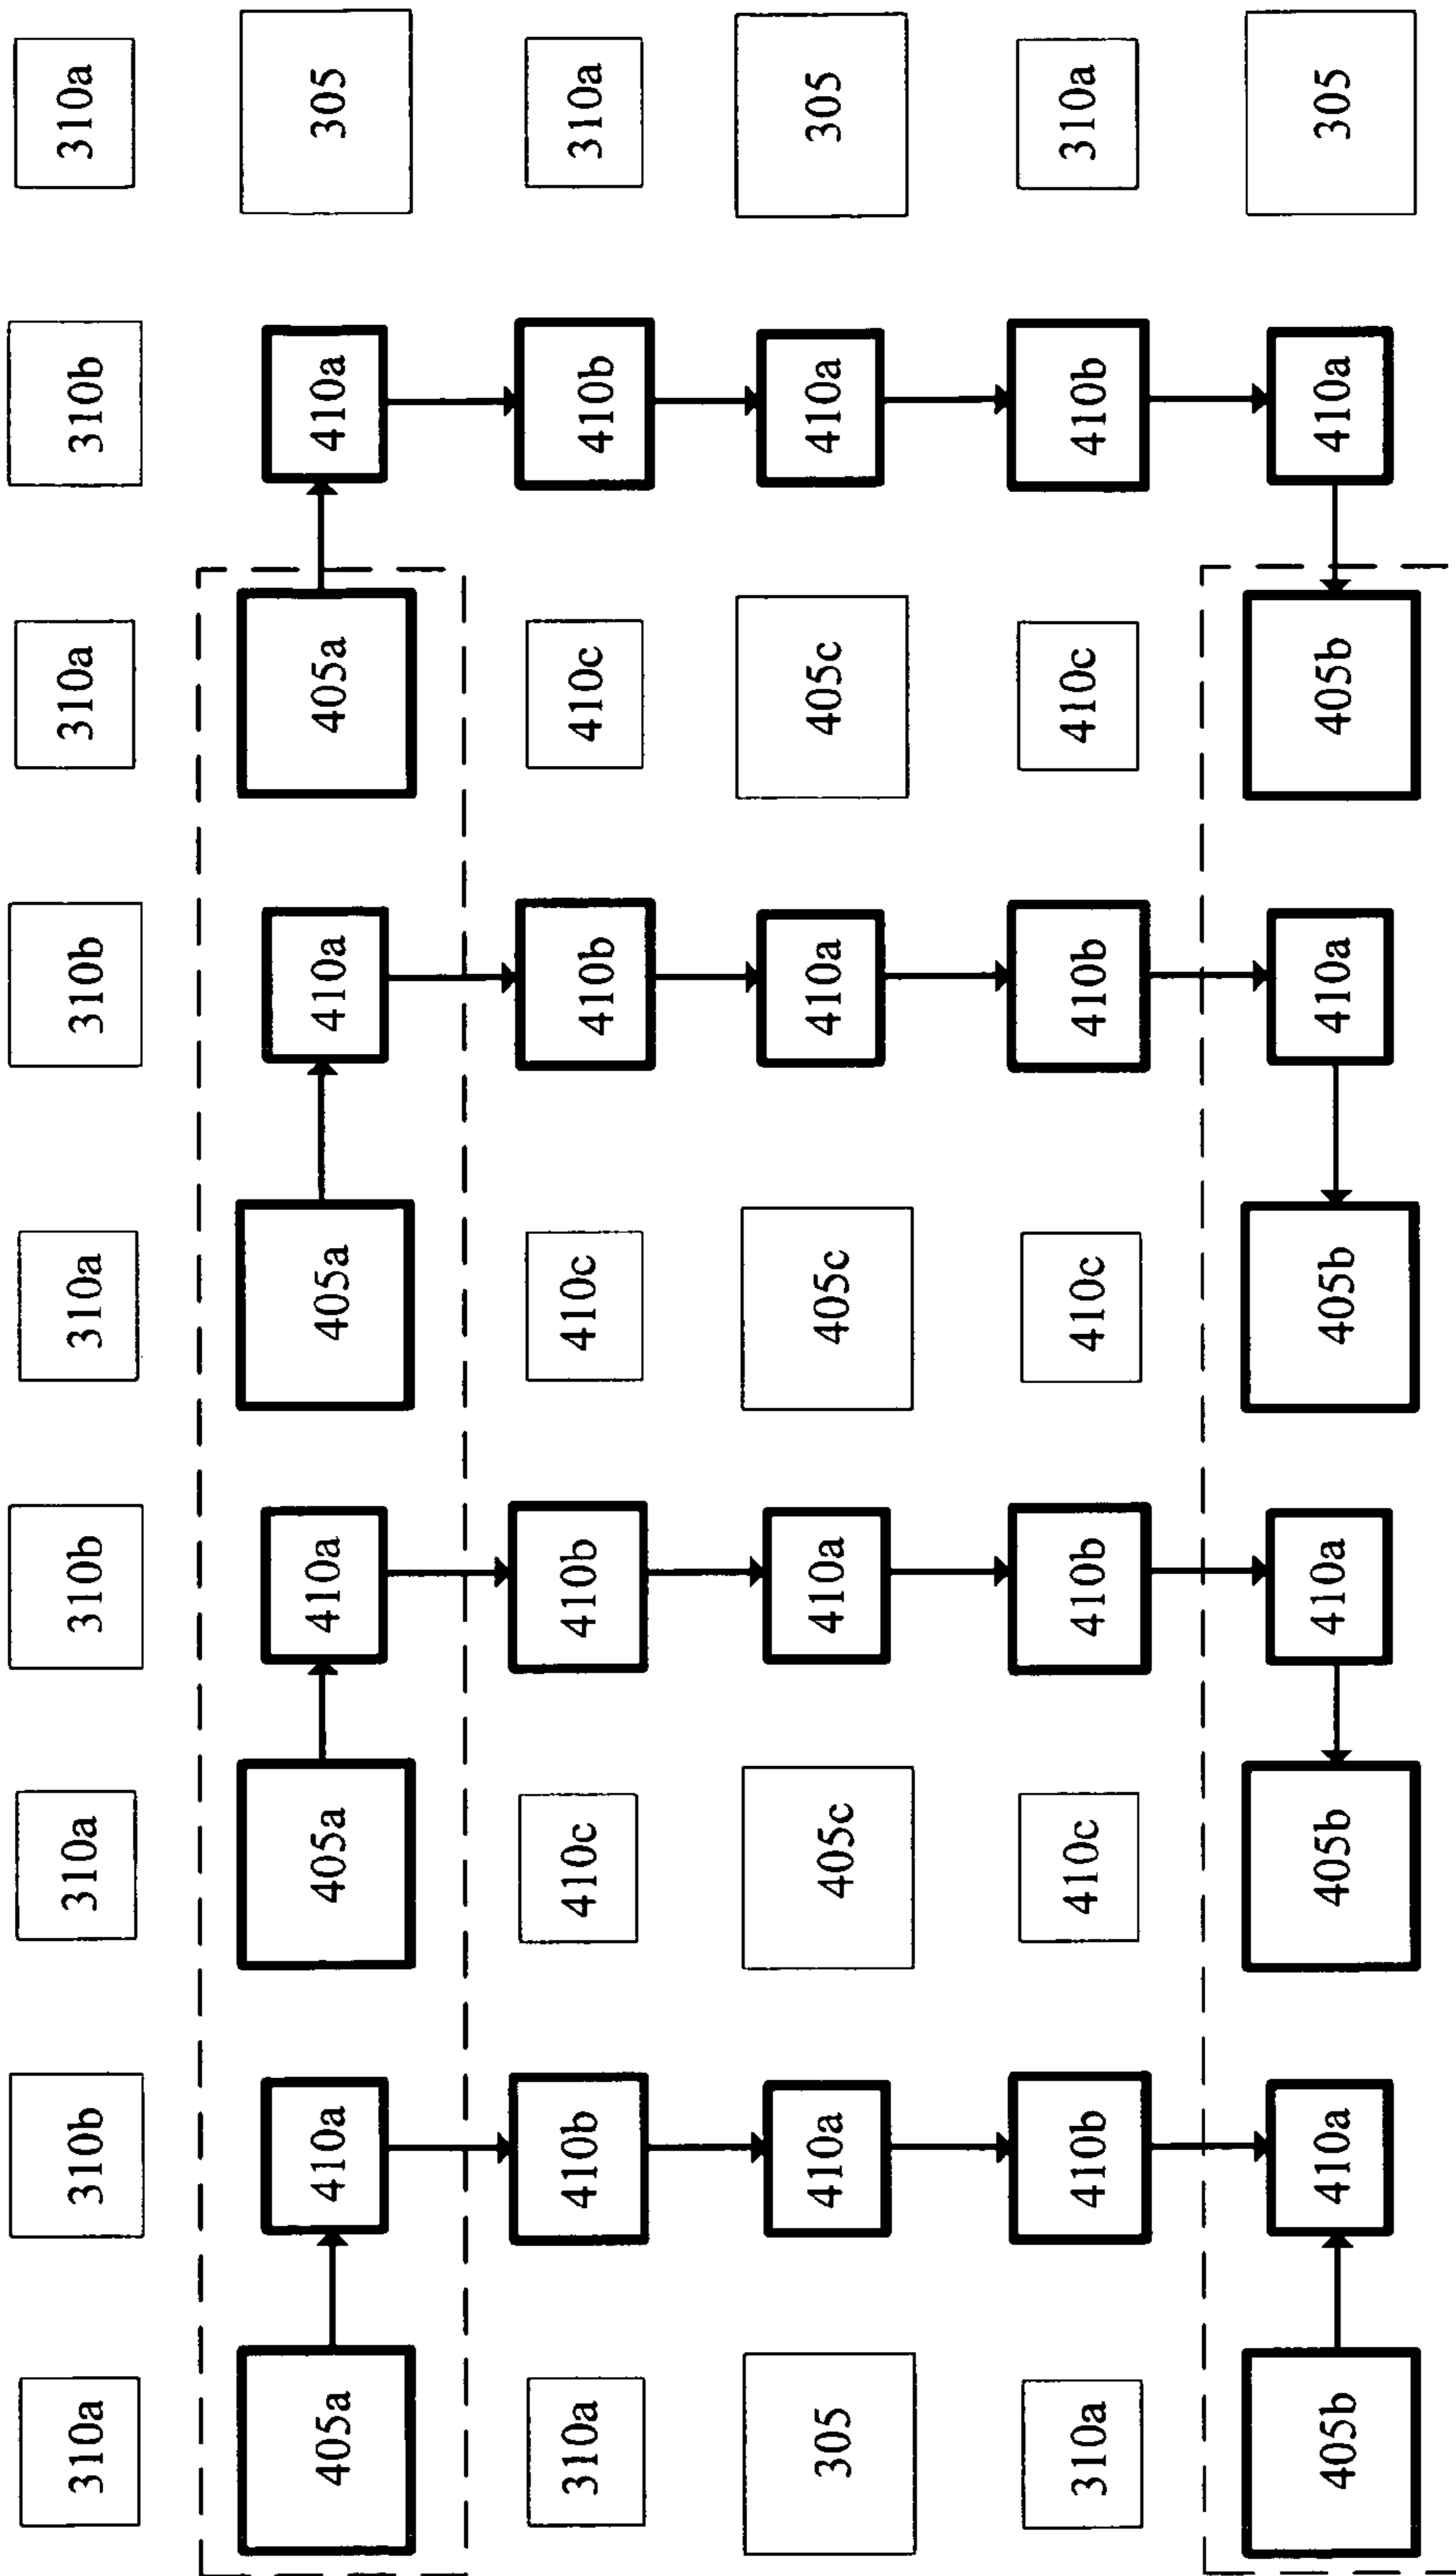 310a 310b 310a 310b 310a 310b 310a 310b 310a
405a 410a 405a 410a 405a 410a 405a 410a 305
310a 410b 410c 410b 410c 410b 410c 410b 310a
305 410a 405c 410a 405c 410a 405c 410a 305
310a 410b 410c 410b 410c 410b 410c 410b 310a
405b 410a 405b 410a 405b 410a 405b 410a 305